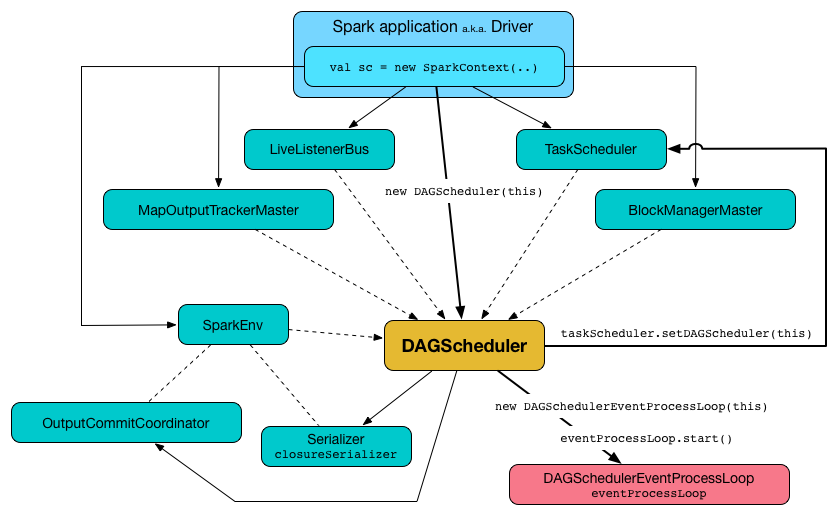 Spark application a.k.a. Driver
val sc = new SparkContext(..)
LiveListenerBus
TaskScheduler
new DAGScheduler(this)
MapOutputTrackerMaster
BlockManagerMaster
SparkEnv
DAGScheduler
taskScheduler.setDAGScheduler(this)
new DAGSchedulerEventProcessLoop(this)
OutputCommitCoordinator
Serializer
closureSerializer
eventProcessLoop.start()
DAGSchedulerEventProcessLoop
eventProcessLoop